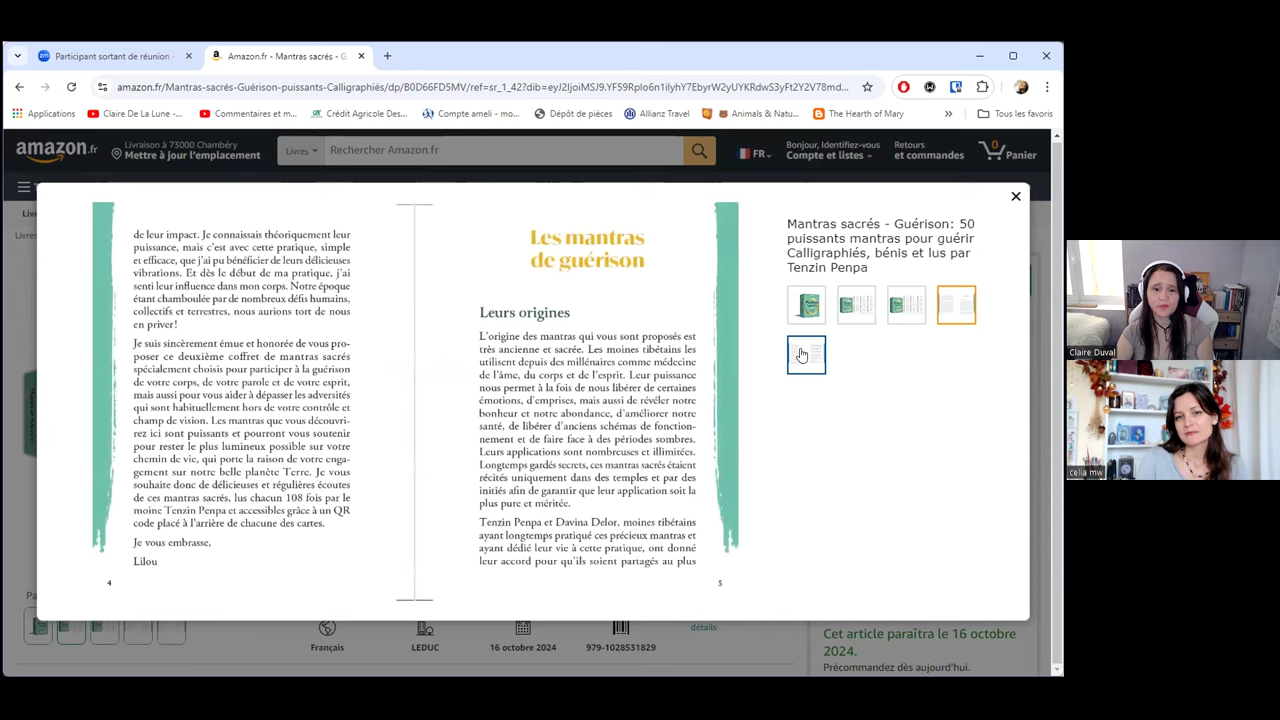 Participant sortant de réunion -
Amazon.fr - Mantras sacrés - G
amazon.fr/Mantras-sacrés-Guérison-puissants-Calligraphiés/dp/B0D66FD5MV/ref=sr_1_42?dib=eyJ2IjoiMSJ9.YF59Rplo6n1ilyhY7EbyrW2yUYKRdwS3yFt2Y2V78md...
Applications
Claire De La Lune -...
Commentaires et m...
Crédit Agricole Des...
Compte ameli - mo...
Dépôt de pièces
Allianz Travel
Animals & Natu...
The Hearth of Mary
»
Tous les favoris
amazon.fr
Livraison à 73000 Chambéry
Mettre à jour l'emplacement
Livres
Rechercher Amazon.fr
FR
Bonjour, Identifiez-vous
Compte et listes
Retours
et commandes
0
Panier
de leur impact. Je connaissais théoriquement leur
puissance, mais c'est avec cette pratique, simple
et efficace, que j'ai pu bénéficier de leurs délicieuses
vibrations. Et dès le début de ma pratique, j'ai
senti leur influence dans mon corps. Notre époque
étant chamboulée par de nombreux défis humains,
collectifs et terrestres, nous aurions tort de nous
en priver !
Je suis sincèrement émue et honorée de vous pro-
poser ce deuxième coffret de mantras sacrés
spécialement choisis pour participer à la guérison
de votre corps, de votre parole et de votre esprit,
mais aussi pour vous aider à dépasser les adversités
qui sont habituellement hors de votre contrôle et
champ de vision. Les mantras que vous découvri-
rez ici sont puissants et pourront vous soutenir
pour rester le plus lumineux possible sur votre
chemin de vie, qui porte la raison de votre enga-
gement sur notre belle planète Terre. Je vous
souhaite donc de délicieuses et régulières écoutes
de ces mantras sacrés, lus chacun 108 fois par le
moine Tenzin Penpa et accessibles grâce à un QR
code placé à l'arrière de chacune des cartes.
Je vous embrasse,
Lilou
4
Les mantras
de guérison
Leurs origines
L'origine des mantras qui vous sont proposés est
très ancienne et sacrée. Les moines tibétains les
utilisent depuis des millénaires comme médecine
de l'âme, du corps et de l'esprit. Leur puissance
nous permet à la fois de nous libérer de certaines
émotions, d'emprises, mais aussi de révéler notre
bonheur et notre abondance, d'améliorer notre
santé, de libérer d'anciens schémas de fonction-
nement et de faire face à des périodes sombres.
Leurs applications sont nombreuses et illimitées.
Longtemps gardés secrets, ces mantras sacrés étaient
récités uniquement dans des temples et par des
initiés afin de garantir que leur application soit la
plus pure et méritée.
Tenzin Penpa et Davina Delor, moines tibétains
ayant longtemps pratiqué ces précieux mantras et
ayant dédié leur vie à cette pratique, ont donné
leur accord pour qu'ils soient partagés au plus
5
Mantras sacrés - Guérison: 50
puissants mantras pour guérir
Calligraphiés, bénis et lus par
Tenzin Penpa
Français
LEDUC
16 octobre 2024
979-1028531829
détails
Cet article paraîtra le 16 octobre
2024.
Précommandez dès aujourd'hui.
Claire Duval
celia mw